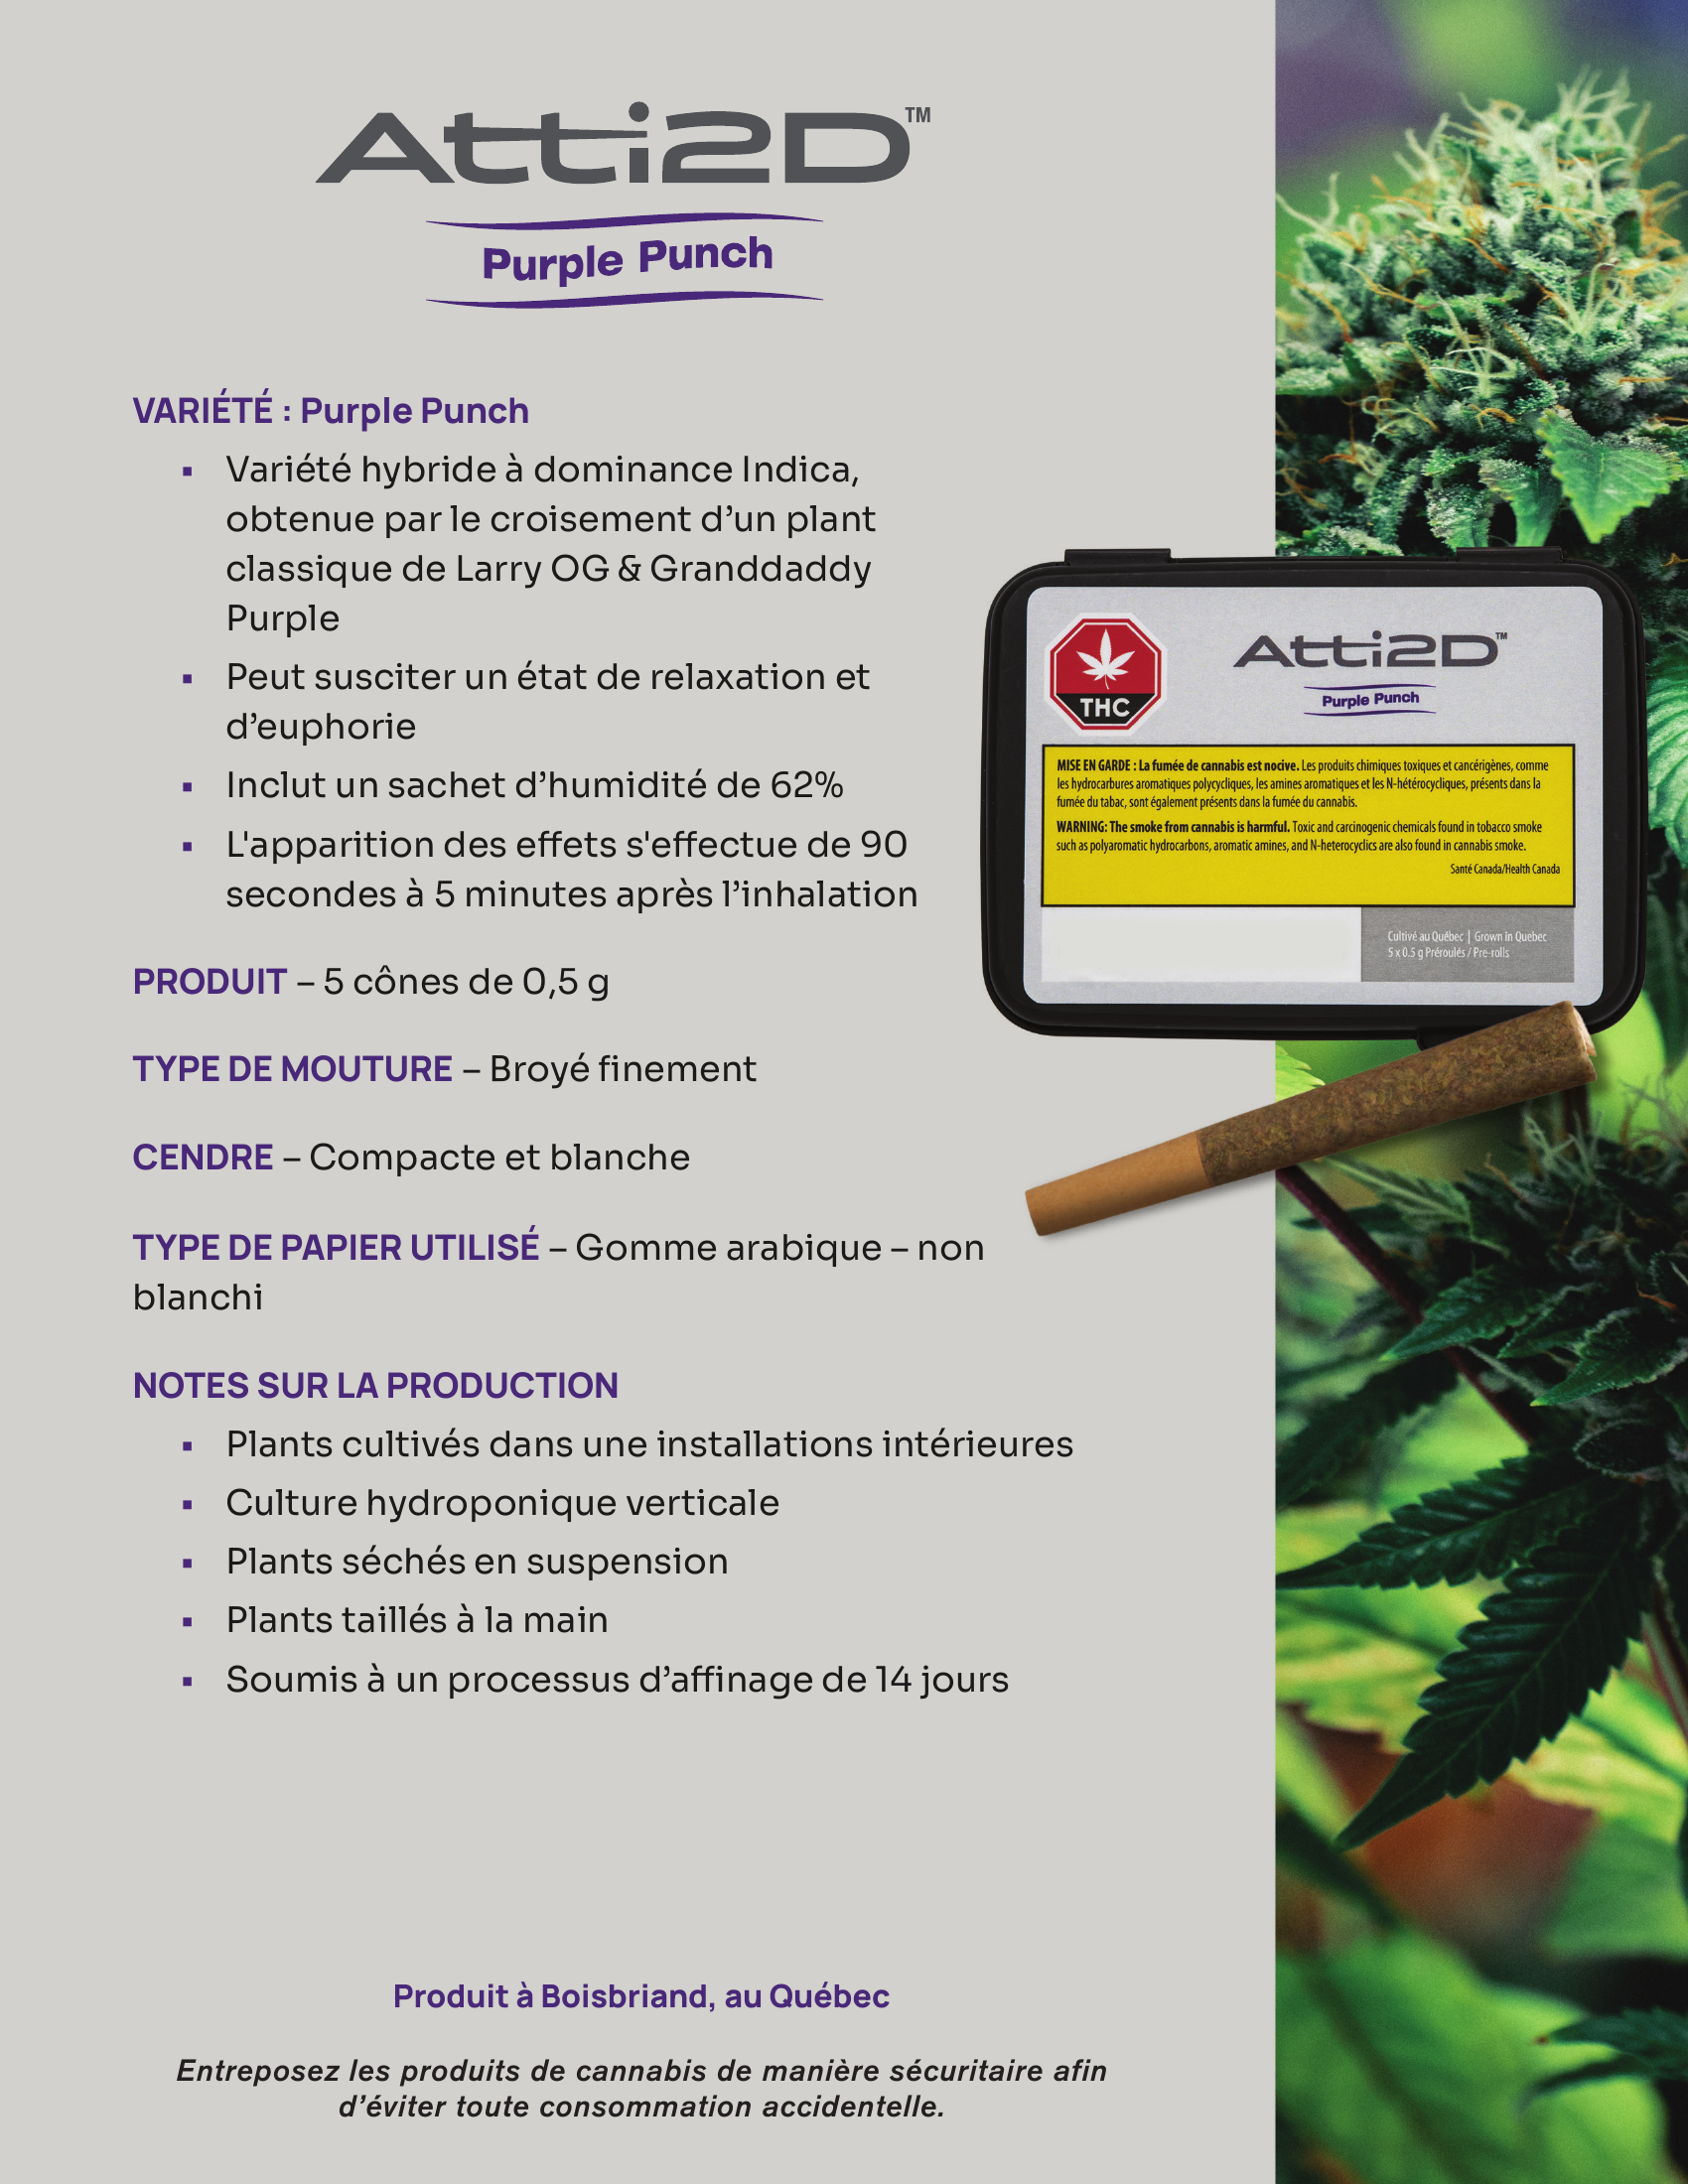 Atti2D™
Purple Punch
VARIÉTÉ : Purple Punch
▪ Variété hybride à dominance Indica,
obtenue par le croisement d’un plant
classique de Larry OG & Granddaddy
Purple
▪ Peut susciter un état de relaxation et
d’euphorie
▪ Inclut un sachet d’humidité de 62%
▪ L'apparition des effets s'effectue de 90
secondes à 5 minutes après l’inhalation
PRODUIT – 5 cônes de 0,5 g
TYPE DE MOUTURE – Broyé finement
CENDRE – Compacte et blanche
TYPE DE PAPIER UTILISÉ – Gomme arabique – non
blanchi
NOTES SUR LA PRODUCTION
▪ Plants cultivés dans une installations intérieures
▪ Culture hydroponique verticale
▪ Plants séchés en suspension
▪ Plants taillés à la main
▪ Soumis à un processus d’affinage de 14 jours
THC
Atti2D™
Purple Punch
MISE EN GARDE : La fumée de cannabis est nocive. Les produits chimiques toxiques et cancérigènes, comme
les hydrocarbures aromatiques polycycliques, les amines aromatiques et les N-hétérocycliques, présents dans la
fumée du tabac, sont également présents dans la fumée du cannabis.
WARNING: The smoke from cannabis is harmful. Toxic and carcinogenic chemicals found in tobacco smoke
such as polyaromatic hydrocarbons, aromatic amines, and N-heterocyclics are also found in cannabis smoke.
Santé Canada/Health Canada
Cultivé au Québec | Grown in Quebec
5 x 0.5 g Préroulés / Pre-rolls
Produit à Boisbriand, au Québec
Entreposez les produits de cannabis de manière sécuritaire afin
d’éviter toute consommation accidentelle.